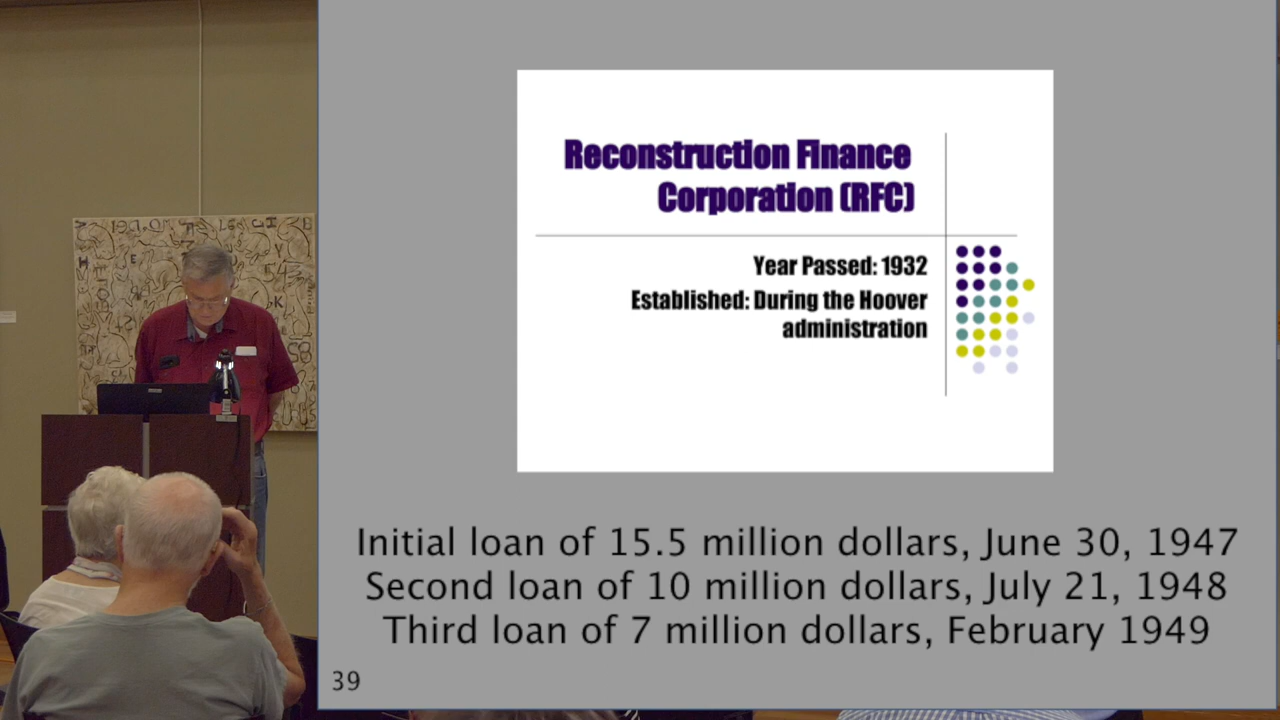 Reconstruction Finance
Corporation (RFC)
Year Passed: 1932
Established: During the Hoover
administration
Initial loan of 15.5 million dollars, June 30, 1947
Second loan of 10 million dollars, July 21, 1948
Third loan of 7 million dollars, February 1949
39